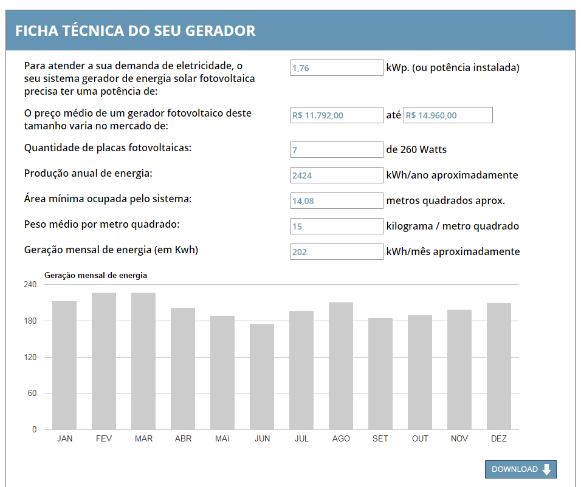 FICHA TÉCNICA DO SEU GERADOR
Para atender a sua demanda de eletricidade, o
seu sistema gerador de energia solar fotovoltaica
precisa ter uma potência de:
1,76 kWp. (ou potência instalada)
O preço médio de um gerador fotovoltaico deste
tamanho varia no mercado de:
R$ 11.792,00 até R$ 14.960,00
Quantidade de placas fotovoltaicas: 7 de 260 Watts
Produção anual de energia: 2424 kWh/ano aproximadamente
Área mínima ocupada pelo sistema: 14,08 metros quadrados aprox.
Peso médio por metro quadrado: 15 kilograma / metro quadrado
Geração mensal de energia (em Kwh) 202 kWh/mês aproximadamente
Geração mensal de energia
240
180
120
60
0
JAN FEV MAR ABR MAI JUN JUL AGO SET OUT NOV DEZ
DOWNLOAD